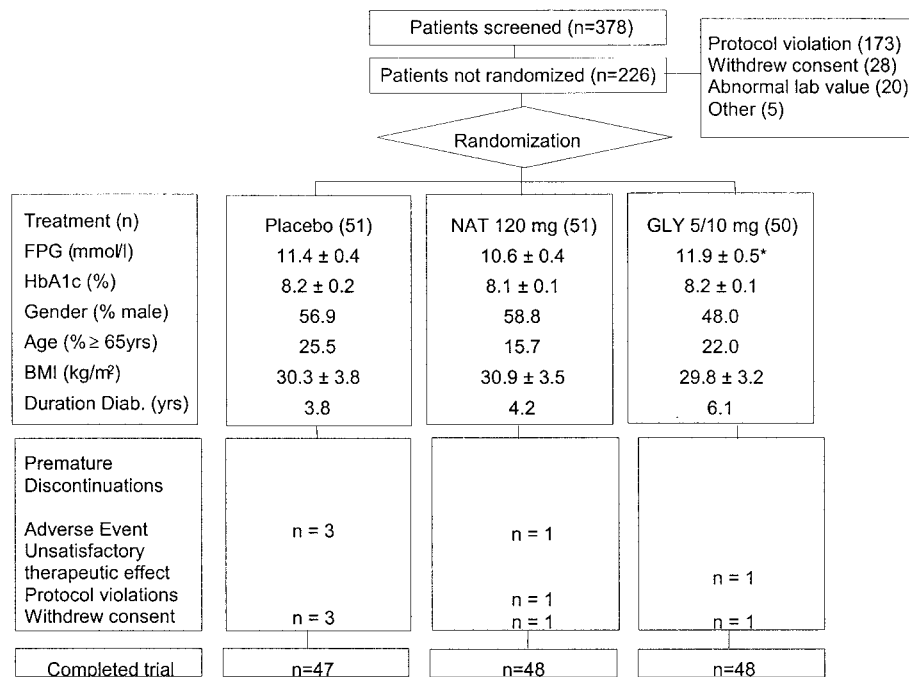 Patients screened (n=378)
Patients not randomized (n=226)
Protocol violation (173)
Withdrew consent (28)
Abnormal lab value (20)
Other (5)
Randomization
Treatment (n)
FPG (mmol/l)
HbA1c (%)
Gender (% male)
Age (% ≥ 65yrs)
BMI (kg/m²)
Duration Diab. (yrs)
Placebo (51)
11.4 ± 0.4
8.2 ± 0.2
56.9
25.5
30.3 ± 3.8
3.8
NAT 120 mg (51)
10.6 ± 0.4
8.1 ± 0.1
58.8
15.7
30.9 ± 3.5
4.2
GLY 5/10 mg (50)
11.9 ± 0.5*
8.2 ± 0.1
48.0
22.0
29.8 ± 3.2
6.1
Premature
Discontinuations
Adverse Event
Unsatisfactory
therapeutic effect
Protocol violations
Withdrew consent
n = 3
n = 3
n = 1
n = 1
n = 1
n = 1
n = 1
Completed trial
n=47
n=48
n=48